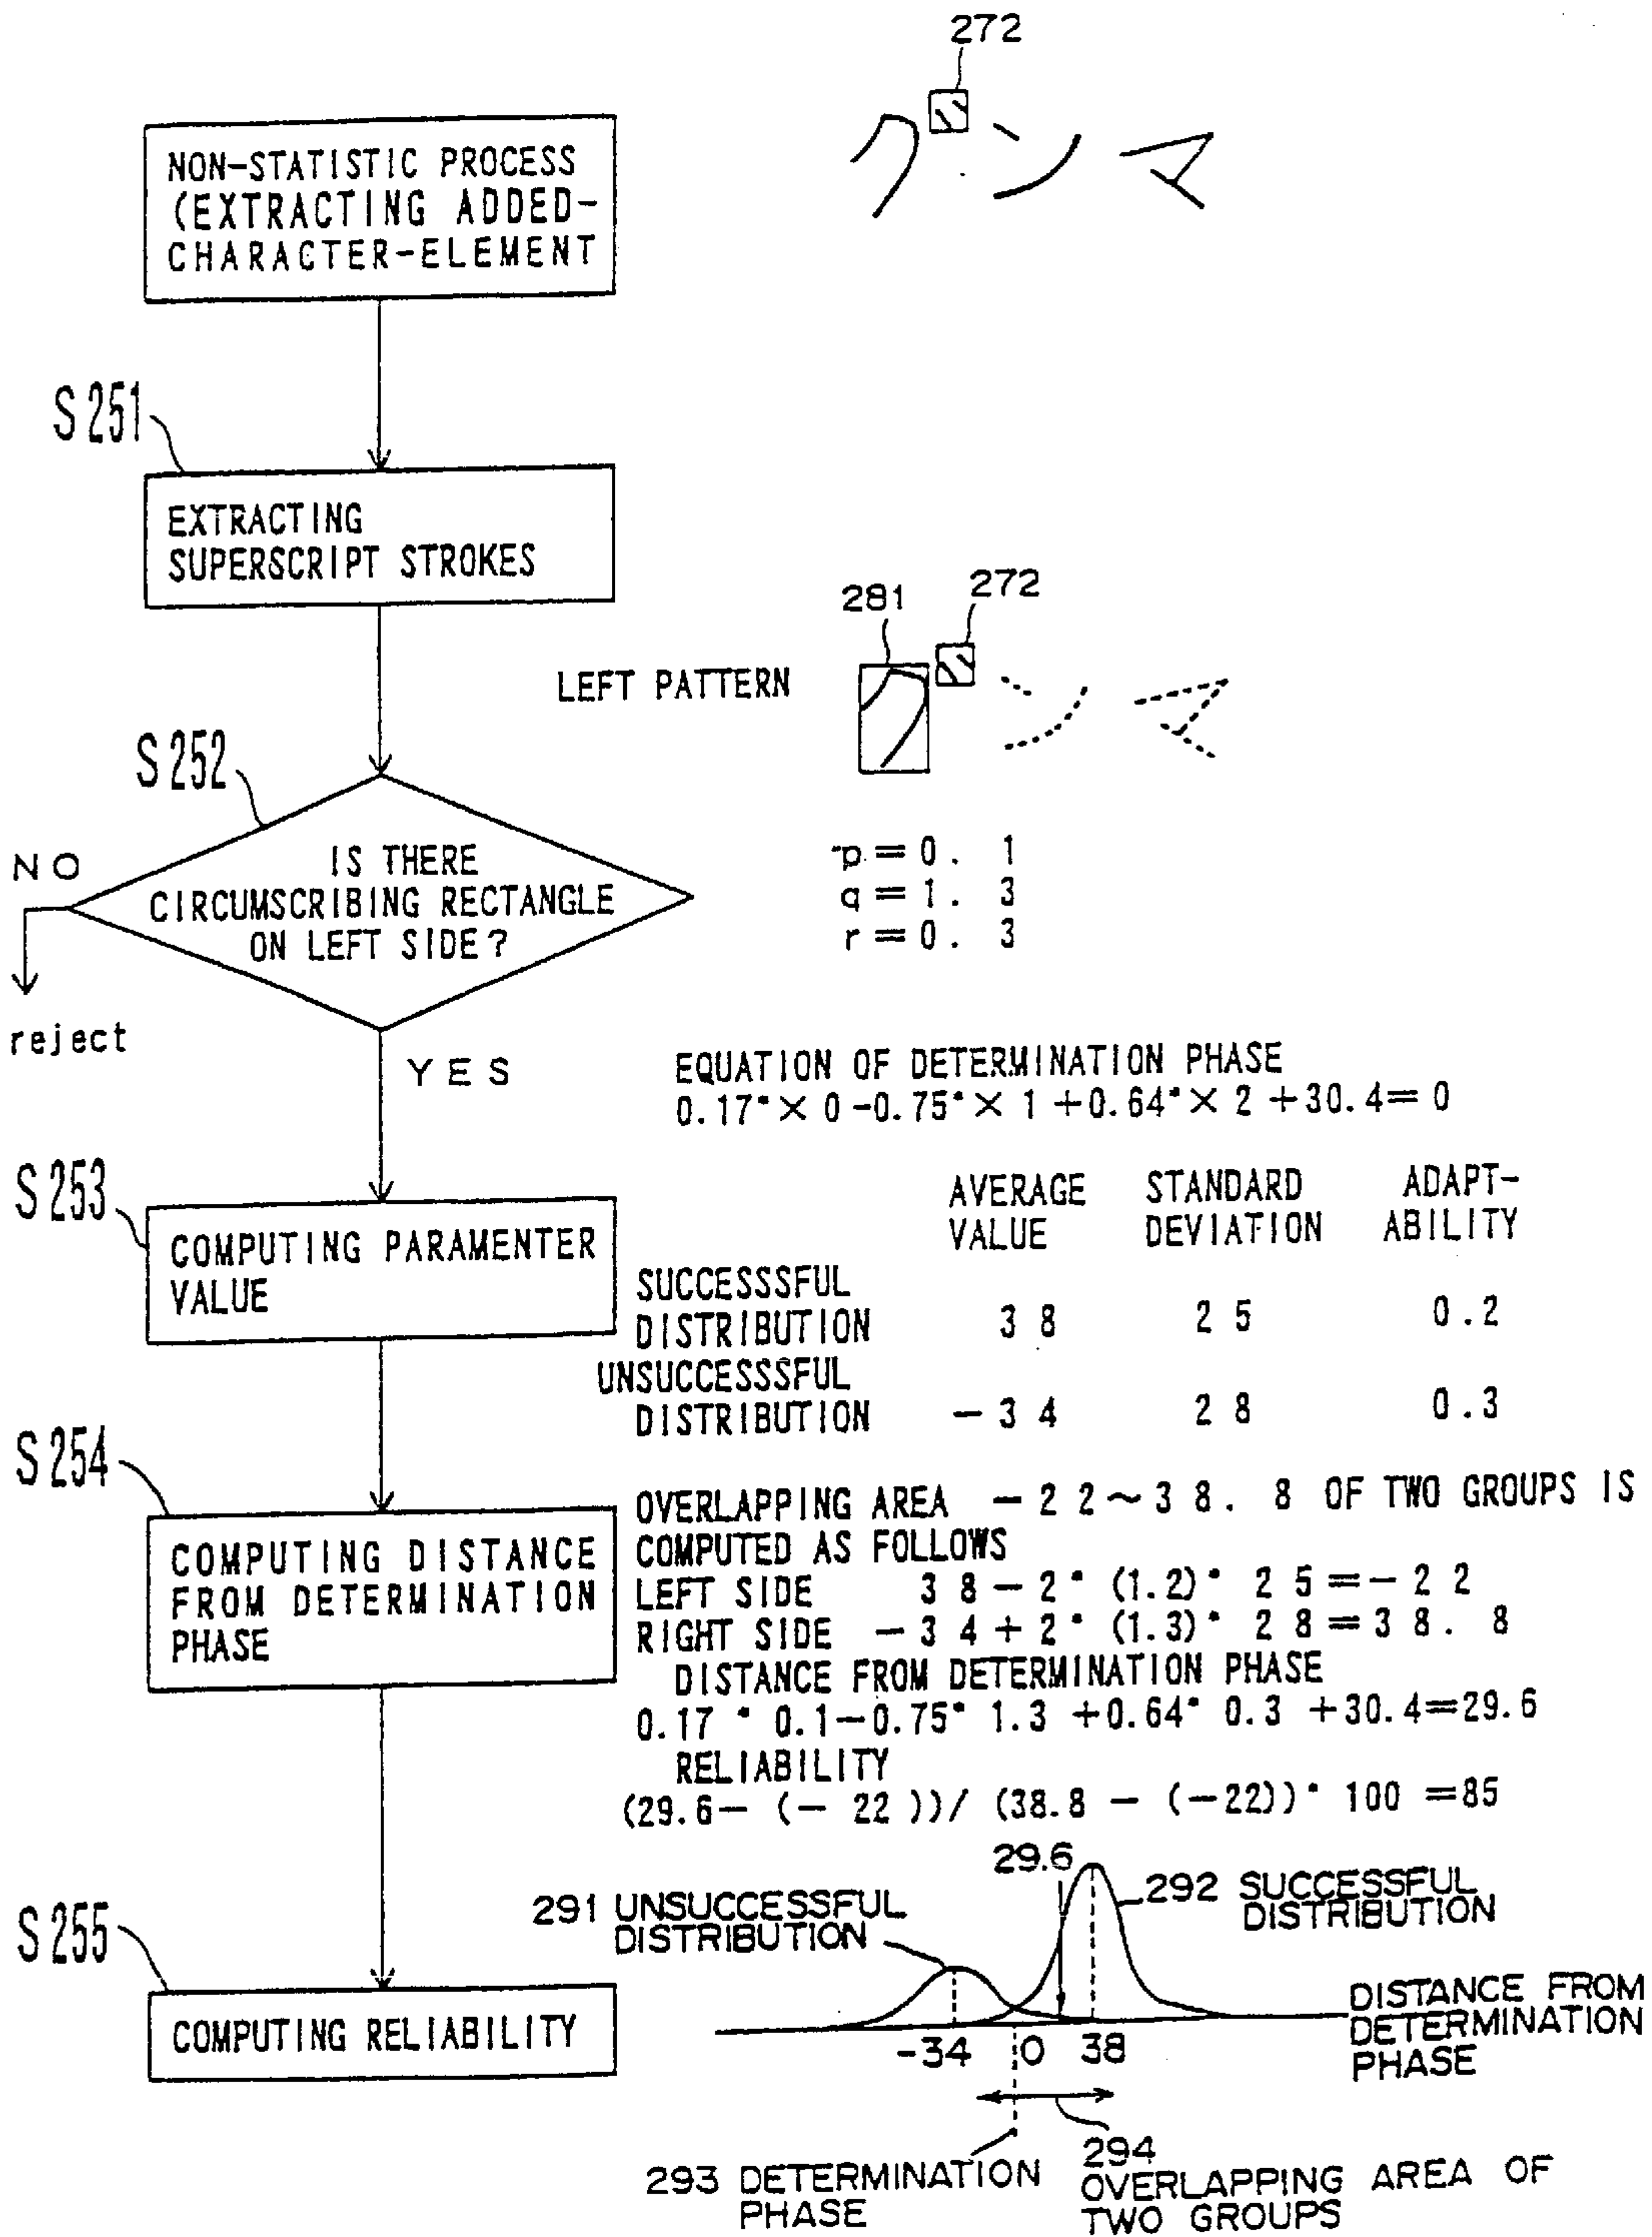 272
グンマ
NON-STATISTIC PROCESS
(EXTRACTING ADDED-
CHARACTER-ELEMENT
S251
EXTRACTING
SUPERSCRIPT STROKES
281
272
LEFT PATTERN
グンマ
S252
NO
IS THERE
CIRCUMSCRIBING RECTANGLE
ON LEFT SIDE?
reject
YES
p=0. 1
q=1. 3
r=0. 3
EQUATION OF DETERMINATION PHASE
0.17*×0-0.75*×1+0.64*×2+30.4=0
S253
COMPUTING PARAMENTER
VALUE
AVERAGE VALUE STANDARD DEVIATION ADAPT-ABILITY
SUCCESSSFUL
DISTRIBUTION 38 25 0.2
UNSUCCESSSFUL
DISTRIBUTION -34 28 0.3
S254
COMPUTING DISTANCE
FROM DETERMINATION
PHASE
OVERLAPPING AREA -22~38. 8 OF TWO GROUPS IS
COMPUTED AS FOLLOWS
LEFT SIDE 38-2*(1.2)*25=-22
RIGHT SIDE -34+2*(1.3)*28=38. 8
DISTANCE FROM DETERMINATION PHASE
0.17*0.1-0.75*1.3+0.64*0.3+30.4=29.6
RELIABILITY
(29.6-(-22))/(38.8-(-22))*100=85
S255
COMPUTING RELIABILITY
29.6
291 UNSUCCESSFUL
DISTRIBUTION
292 SUCCESSFUL
DISTRIBUTION
-34 0 38
DISTANCE FROM
DETERMINATION
PHASE
293 DETERMINATION
PHASE
294
OVERLAPPING AREA OF
TWO GROUPS